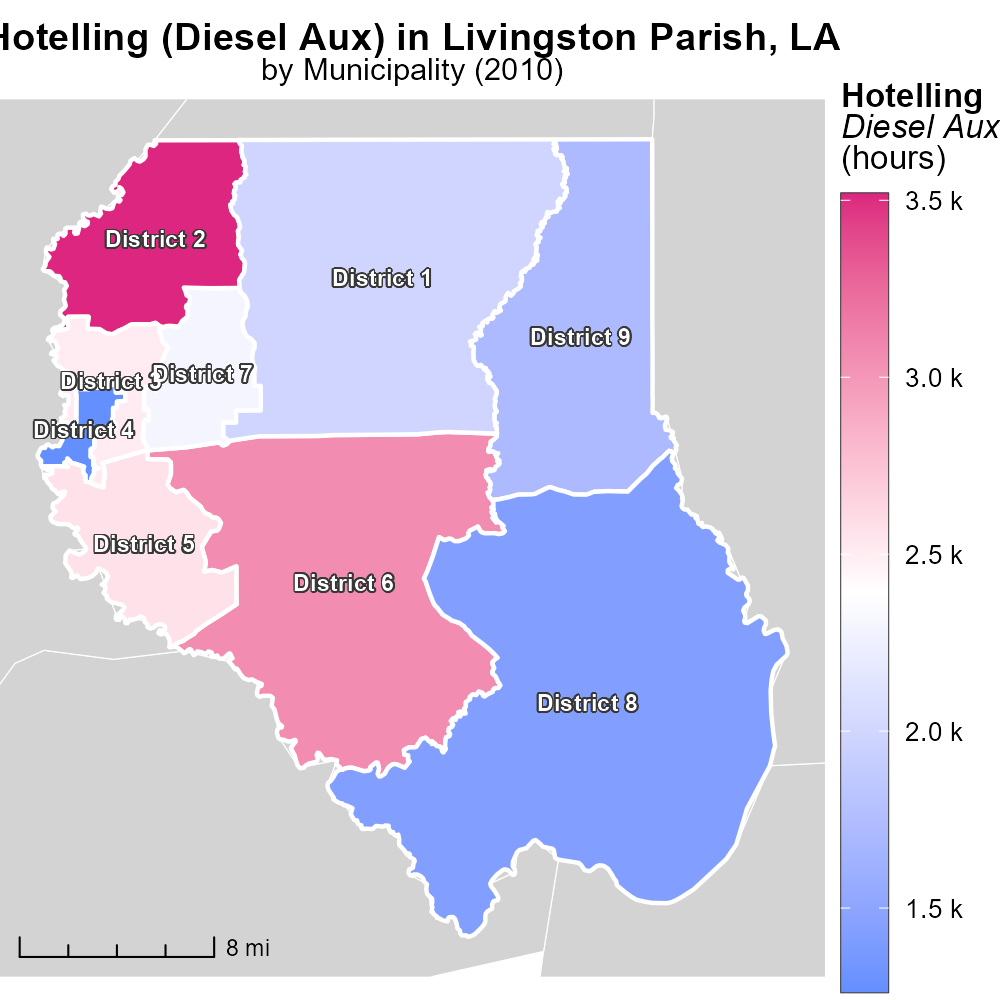 Hotelling (Diesel Aux) in Livingston Parish, LA
by Municipality (2010)
Hotelling
Diesel Aux
(hours)
3.5 k
3.0 k
2.5 k
2.0 k
1.5 k
District 2
District 1
District 9
District 3
District 7
District 4
District 5
District 6
District 8
8 mi